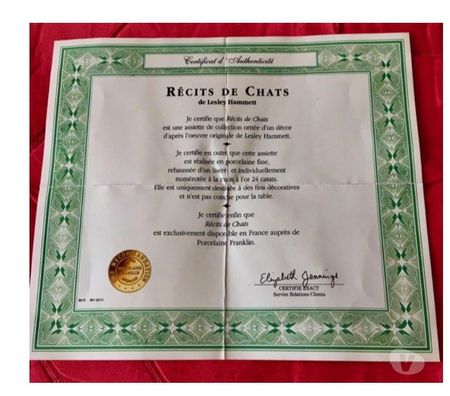 Certificat d'Authenticité
RÉCITS DE CHATS
de Lesley Hammett
Je certifie que Récits de Chats
est une assiette de collection ornée d'un décor
d'après l'oeuvre originale de Lesley Hammett.
Je certifie en outre que cette assiette
est réalisée en porcelaine fine,
rehaussée d'un liseré et individuellement
numérotée à la main à l'or 24 carats.
Elle est uniquement destinée à des fins décoratives
et n'est pas conçue pour la table.
Je certifie enfin que
Récits de Chats
est exclusivement disponible en France auprès de
Porcelaine Franklin.
Elizabeth Jennings
CERTIFIE EXACT
Service Relations Clients